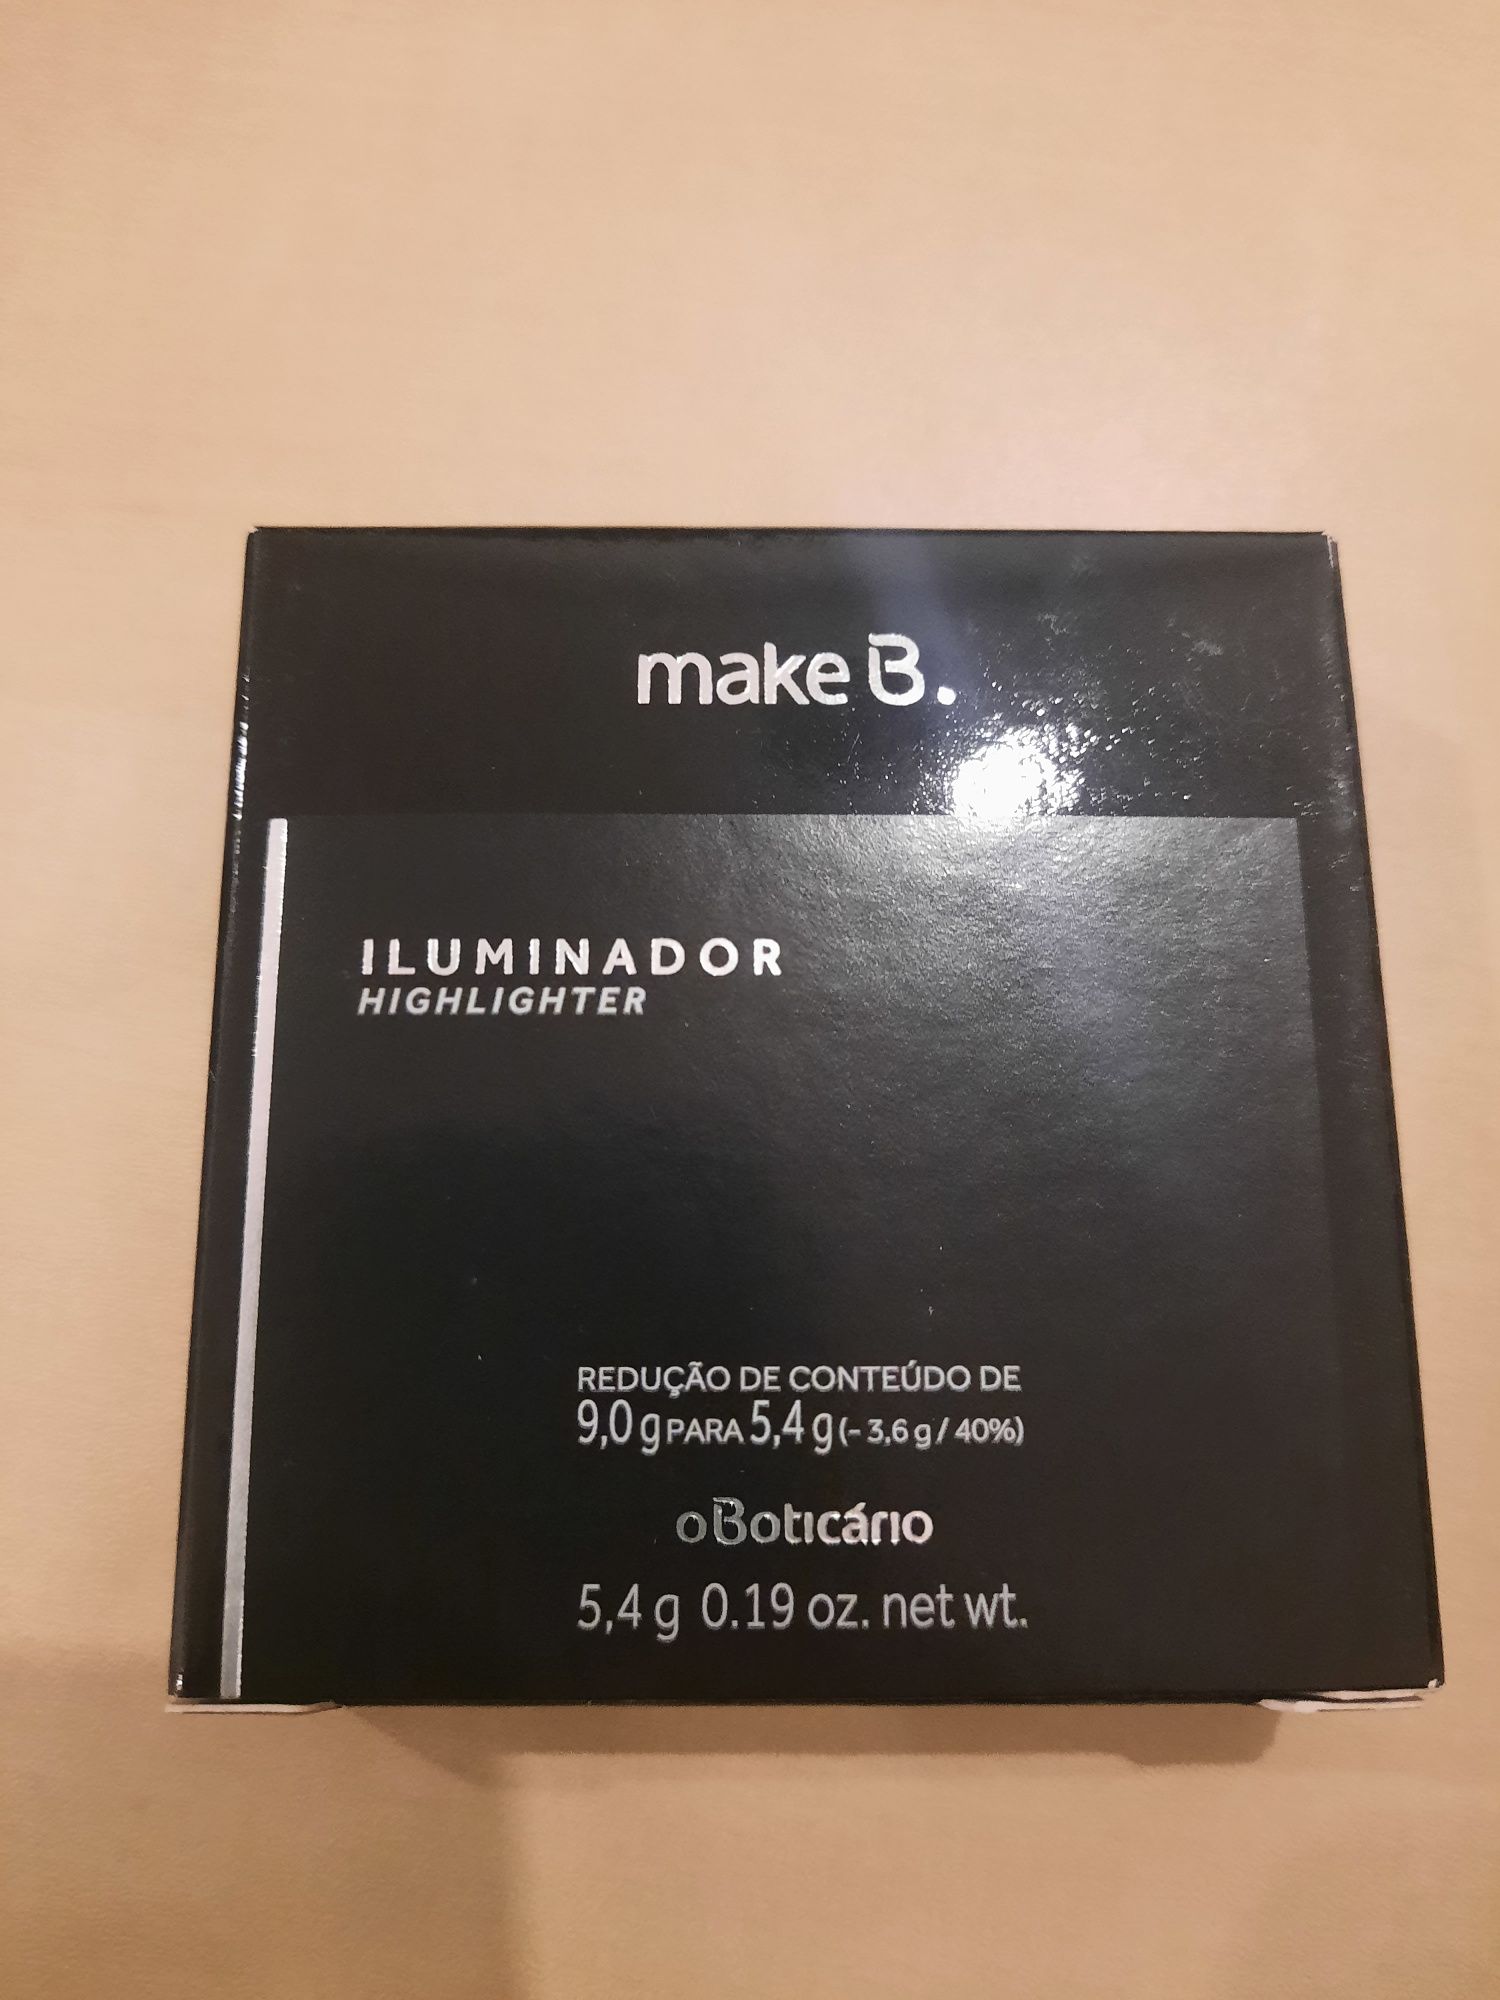 make B.
ILUMINADOR
HIGHLIGHTER
REDUÇÃO DE CONTEÚDO DE
9,0 g PARA 5,4 g (- 3,6 g / 40%)
oBoticário
5,4 g 0.19 oz. net wt.